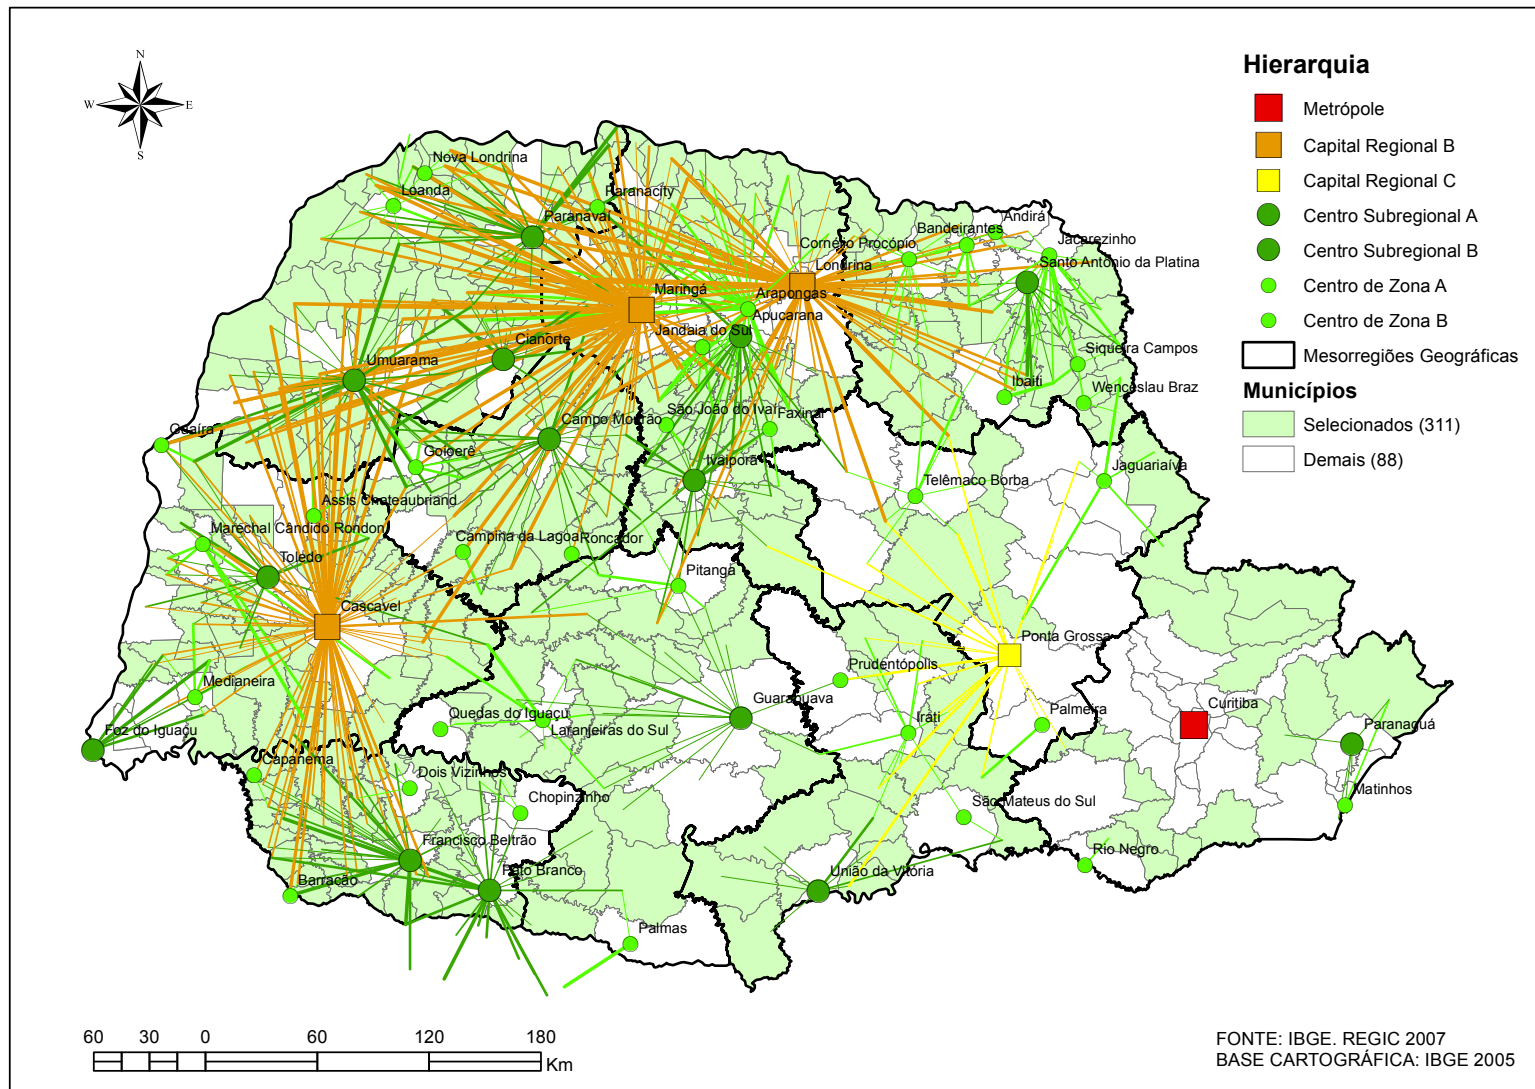 N
W
E
S
Hierarquia
Metrópole
Capital Regional B
Capital Regional C
Centro Subregional A
Centro Subregional B
Centro de Zona A
Centro de Zona B
Mesorregiões Geográficas
Municípios
Selecionados (311)
Demais (88)
Nova Londrina
Loanda
Paranacity
Paranavaí
Andirá
Bandeirantes
Jacarezinho
Cornélio Procópio
Londrina
Santo Antônio da Platina
Maringá
Arapongas
Apucarana
Jandaia do Sul
Cianorte
Umuarama
Siqueira Campos
Ibaiti
Wenceslau Braz
Campo Mourão
São João do Ivaí
Faxinal
Guaíra
Goioerê
Ivaiporã
Jaguariaíva
Telêmaco Borba
Assis Chateaubriand
Marechal Cândido Rondon
Campina da Lagoa
Roncador
Toledo
Pitanga
Cascavel
Ponta Grossa
Prudentópolis
Medianeira
Guarapuava
Quedas do Iguaçu
Laranjeiras do Sul
Irati
Palmeira
Curitiba
Paranaguá
Foz do Iguaçu
Capanema
Dois Vizinhos
Chopinzinho
São Mateus do Sul
Matinhos
Francisco Beltrão
Pato Branco
União da Vitória
Rio Negro
Barracão
Palmas
60 30 0 60 120 180
Km
FONTE: IBGE. REGIC 2007
BASE CARTOGRÁFICA: IBGE 2005